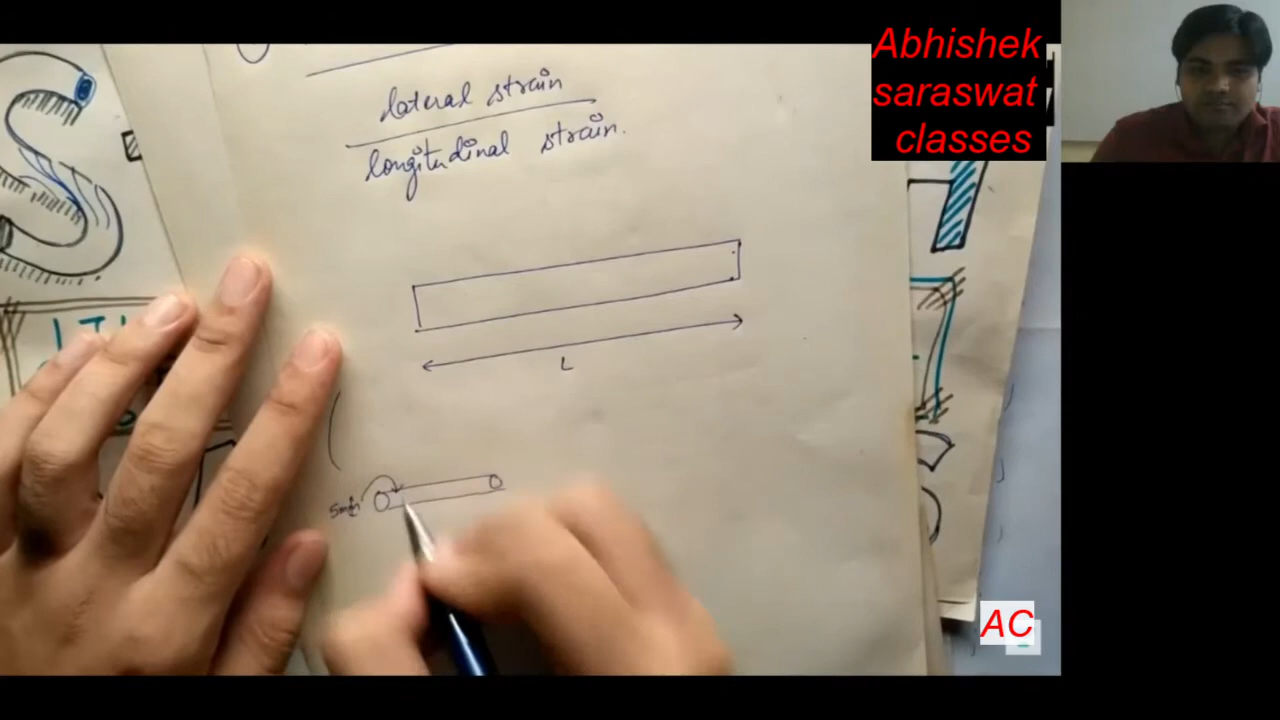 Abhishek
saraswat
classes
lateral strain
longitudinal strain.
L
AC